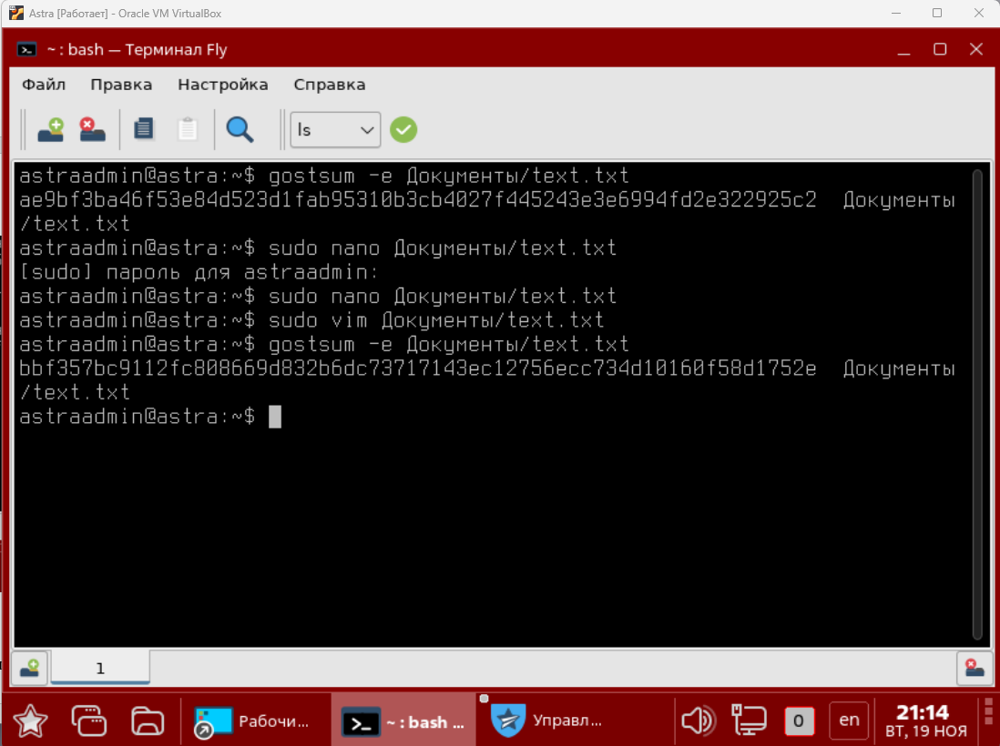 Astra [Работает] - Oracle VM VirtualBox
~ : bash — Терминал Fly
Файл Правка Настройка Справка
ls
astraadmin@astra:~$ gostsum -e Документы/text.txt
ae9bf3ba46f53e84d523d1fab95310b3cb4027f445243e3e6994fd2e322925c2  Документы
/text.txt
astraadmin@astra:~$ sudo nano Документы/text.txt
[sudo] пароль для astraadmin:
astraadmin@astra:~$ sudo nano Документы/text.txt
astraadmin@astra:~$ sudo vim Документы/text.txt
astraadmin@astra:~$ gostsum -e Документы/text.txt
bbf357bc9112fc808669d832b6dc73717143ec12756ecc734d10160f58d1752e  Документы
/text.txt
astraadmin@astra:~$
1
Рабочи... ~ : bash ... Управл... 0 en 21:14
ВТ, 19 НОЯ